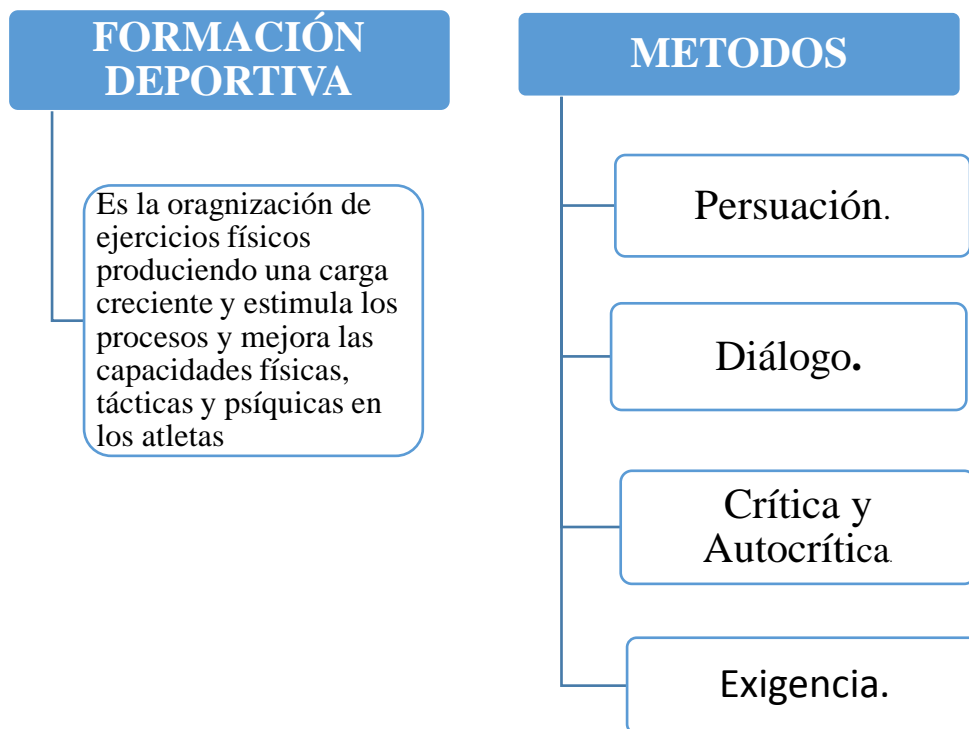 FORMACIÓN
DEPORTIVA
Es la oragnización de
ejercicios físicos
produciendo una carga
creciente y estimula los
procesos y mejora las
capacidades físicas,
tácticas y psíquicas en
los atletas
METODOS
Persuación.
Diálogo.
Crítica y
Autocrítica.
Exigencia.